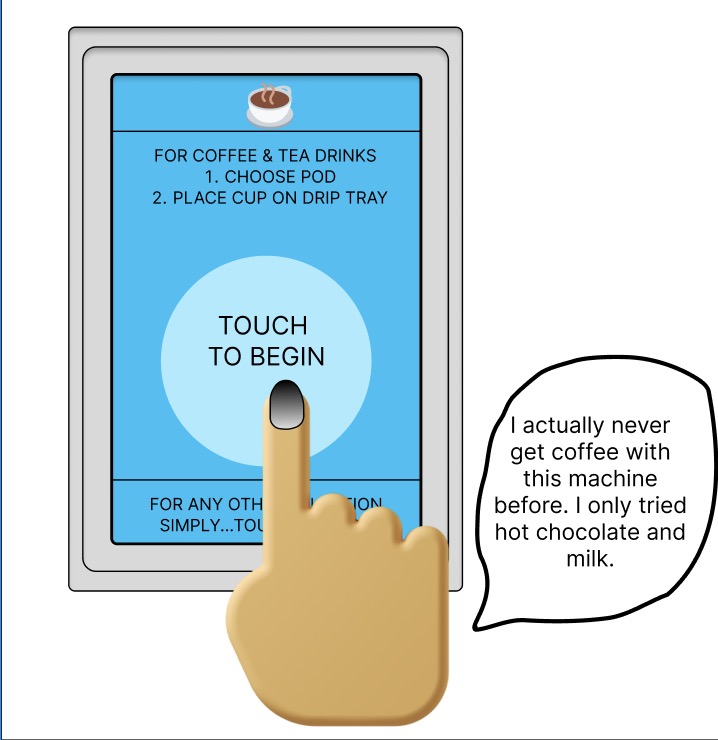 FOR COFFEE & TEA DRINKS
1. CHOOSE POD
2. PLACE CUP ON DRIP TRAY
TOUCH
TO BEGIN
FOR ANY
SIMPLY...
I actually never
get coffee with
this machine
before. I only tried
hot chocolate and
milk.